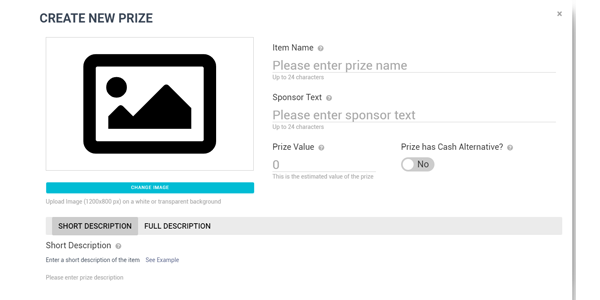 CREATE NEW PRIZE
×
Item Name ?
Please enter prize name
Up to 24 characters
Sponsor Text ?
Please enter sponsor text
Up to 24 characters
Prize Value ?
Prize has Cash Alternative? ?
0
No
This is the estimated value of the prize
CHANGE IMAGE
Upload Image (1200x800 px) on a white or transparent background
SHORT DESCRIPTION FULL DESCRIPTION
Short Description ?
Enter a short description of the item See Example
Please enter prize description